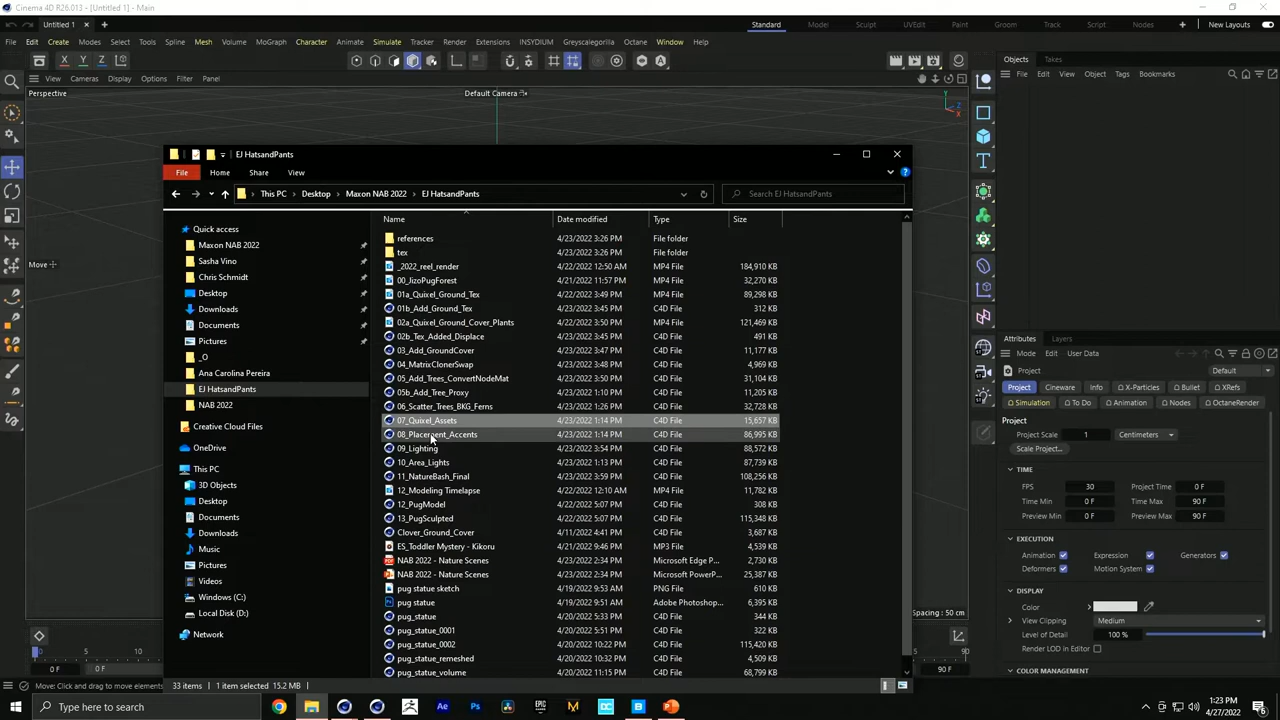 Cinema 4D R26.013 - [Untitled 1] - Main
Untitled 1
Standard
Model
Sculpt
UVEdit
Paint
Groom
Track
Script
Nodes
New Layouts
File Edit Create Modes Select Tools Spline Mesh Volume MoGraph Character Animate Simulate Tracker Render Extensions INSYDIUM Greyscalegorilla Octane Window Help
X Y Z
View Cameras Display Options Filter Panel
Perspective
Default Camera
Move
Spacing : 50 cm
EJ HatsandPants
File Home Share View
This PC
Desktop
Maxon NAB 2022
EJ HatsandPants
Search EJ HatsandPants
Name Date modified Type Size
Quick access
Maxon NAB 2022
Sasha Vino
Chris Schmidt
Desktop
Downloads
Documents
Pictures
_O
Ana Carolina Pereira
EJ HatsandPants
NAB 2022
Creative Cloud Files
OneDrive
This PC
3D Objects
Desktop
Documents
Downloads
Music
Pictures
Videos
Windows (C:)
Local Disk (D:)
Network
references 4/23/2022 3:26 PM File folder
tex 4/23/2022 3:26 PM File folder
_2022_reel_render 4/22/2022 12:50 AM MP4 File 184,910 KB
00_JizoPugForest 4/21/2022 11:57 PM MP4 File 32,270 KB
01a_Quixel_Ground_Tex 4/22/2022 3:49 PM MP4 File 89,298 KB
01b_Add_Ground_Tex 4/23/2022 3:45 PM C4D File 312 KB
02a_Quixel_Ground_Cover_Plants 4/22/2022 3:50 PM MP4 File 121,469 KB
02b_Tex_Added_Displace 4/23/2022 3:45 PM C4D File 491 KB
03_Add_GroundCover 4/23/2022 3:47 PM C4D File 11,177 KB
04_MatrixClonerSwap 4/23/2022 3:48 PM C4D File 4,969 KB
05_Add_Trees_ConvertNodeMat 4/23/2022 1:04 PM C4D File 31,104 KB
05b_Add_Tree_Proxy 4/23/2022 1:10 PM C4D File 11,205 KB
06_Scatter_Trees_BKG_Ferns 4/23/2022 1:26 PM C4D File 32,728 KB
07_Quixel_Assets 4/23/2022 1:14 PM C4D File 15,657 KB
08_Placement_Accents 4/23/2022 1:14 PM C4D File 86,995 KB
09_Lighting 4/23/2022 3:54 PM C4D File 88,572 KB
10_Area_Lights 4/23/2022 1:13 PM C4D File 87,739 KB
11_NatureBash_Final 4/23/2022 3:59 PM C4D File 108,256 KB
12_Modeling Timelapse 4/22/2022 12:10 AM MP4 File 11,782 KB
12_PugModel 4/22/2022 5:07 PM C4D File 308 KB
13_PugSculpted 4/22/2022 5:07 PM C4D File 115,348 KB
Clover_Ground_Cover 4/11/2022 4:41 PM C4D File 3,687 KB
ES_Toddler Mystery - Kikoru 4/21/2022 9:46 PM MP3 File 4,539 KB
NAB 2022 - Nature Scenes 4/23/2022 2:34 PM Microsoft Edge P... 2,730 KB
NAB 2022 - Nature Scenes 4/23/2022 2:34 PM Microsoft PowerP... 25,387 KB
pug statue sketch 4/19/2022 9:53 AM PNG File 610 KB
pug statue 4/19/2022 9:51 AM Adobe Photoshop... 6,395 KB
pug_statue 4/20/2022 5:33 PM C4D File 344 KB
pug_statue_0001 4/20/2022 5:51 PM C4D File 322 KB
pug_statue_0002 4/20/2022 10:22 PM C4D File 115,420 KB
pug_statue_remeshed 4/20/2022 10:32 PM C4D File 4,509 KB
pug_statue_volume 4/20/2022 11:15 PM C4D File 68,799 KB
33 items 1 item selected 15.2 MB
Objects Takes
File Edit View Object Tags Bookmarks
Attributes Layers
Mode Edit User Data
Project Default
Project Cineware Info X-Particles Bullet XRefs
Simulation To Do Animation Nodes OctaneRender
Project
Project Scale 1 Centimeters
Scale Project...
TIME
FPS 30 Project Time 0 F
Time Min 0 F Time Max 90 F
Preview Min 0 F Preview Max 90 F
EXECUTION
Animation Expression Generators
Deformers Motion System
DISPLAY
Color
View Clipping Medium
Level of Detail 100 %
Render LOD in Editor
COLOR MANAGEMENT
0 F 0 F 90 F
Move: Click and drag to move elements
Type here to search
1:23 PM
4/27/2022